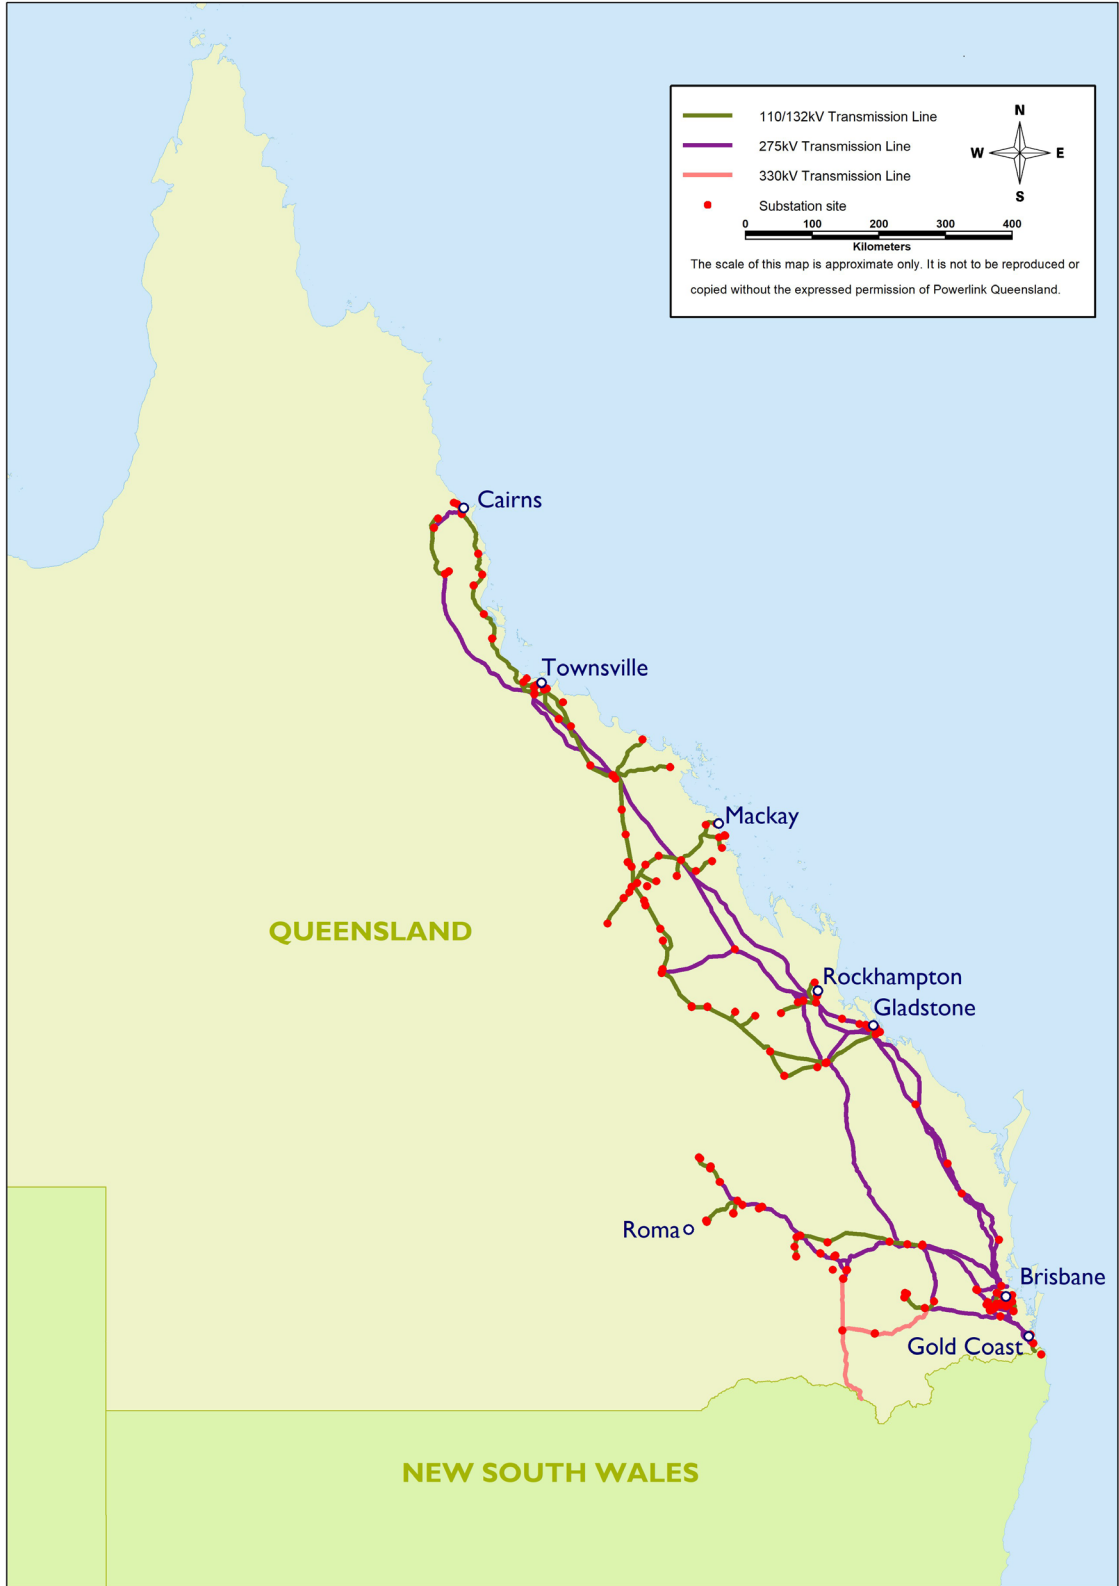 110/132kV Transmission Line
275kV Transmission Line
330kV Transmission Line
Substation site
N
W E
S
0 100 200 300 400
Kilometers
The scale of this map is approximate only. It is not to be reproduced or
copied without the expressed permission of Powerlink Queensland.
Cairns
Townsville
Mackay
QUEENSLAND
Rockhampton
Gladstone
Roma
Brisbane
Gold Coast
NEW SOUTH WALES